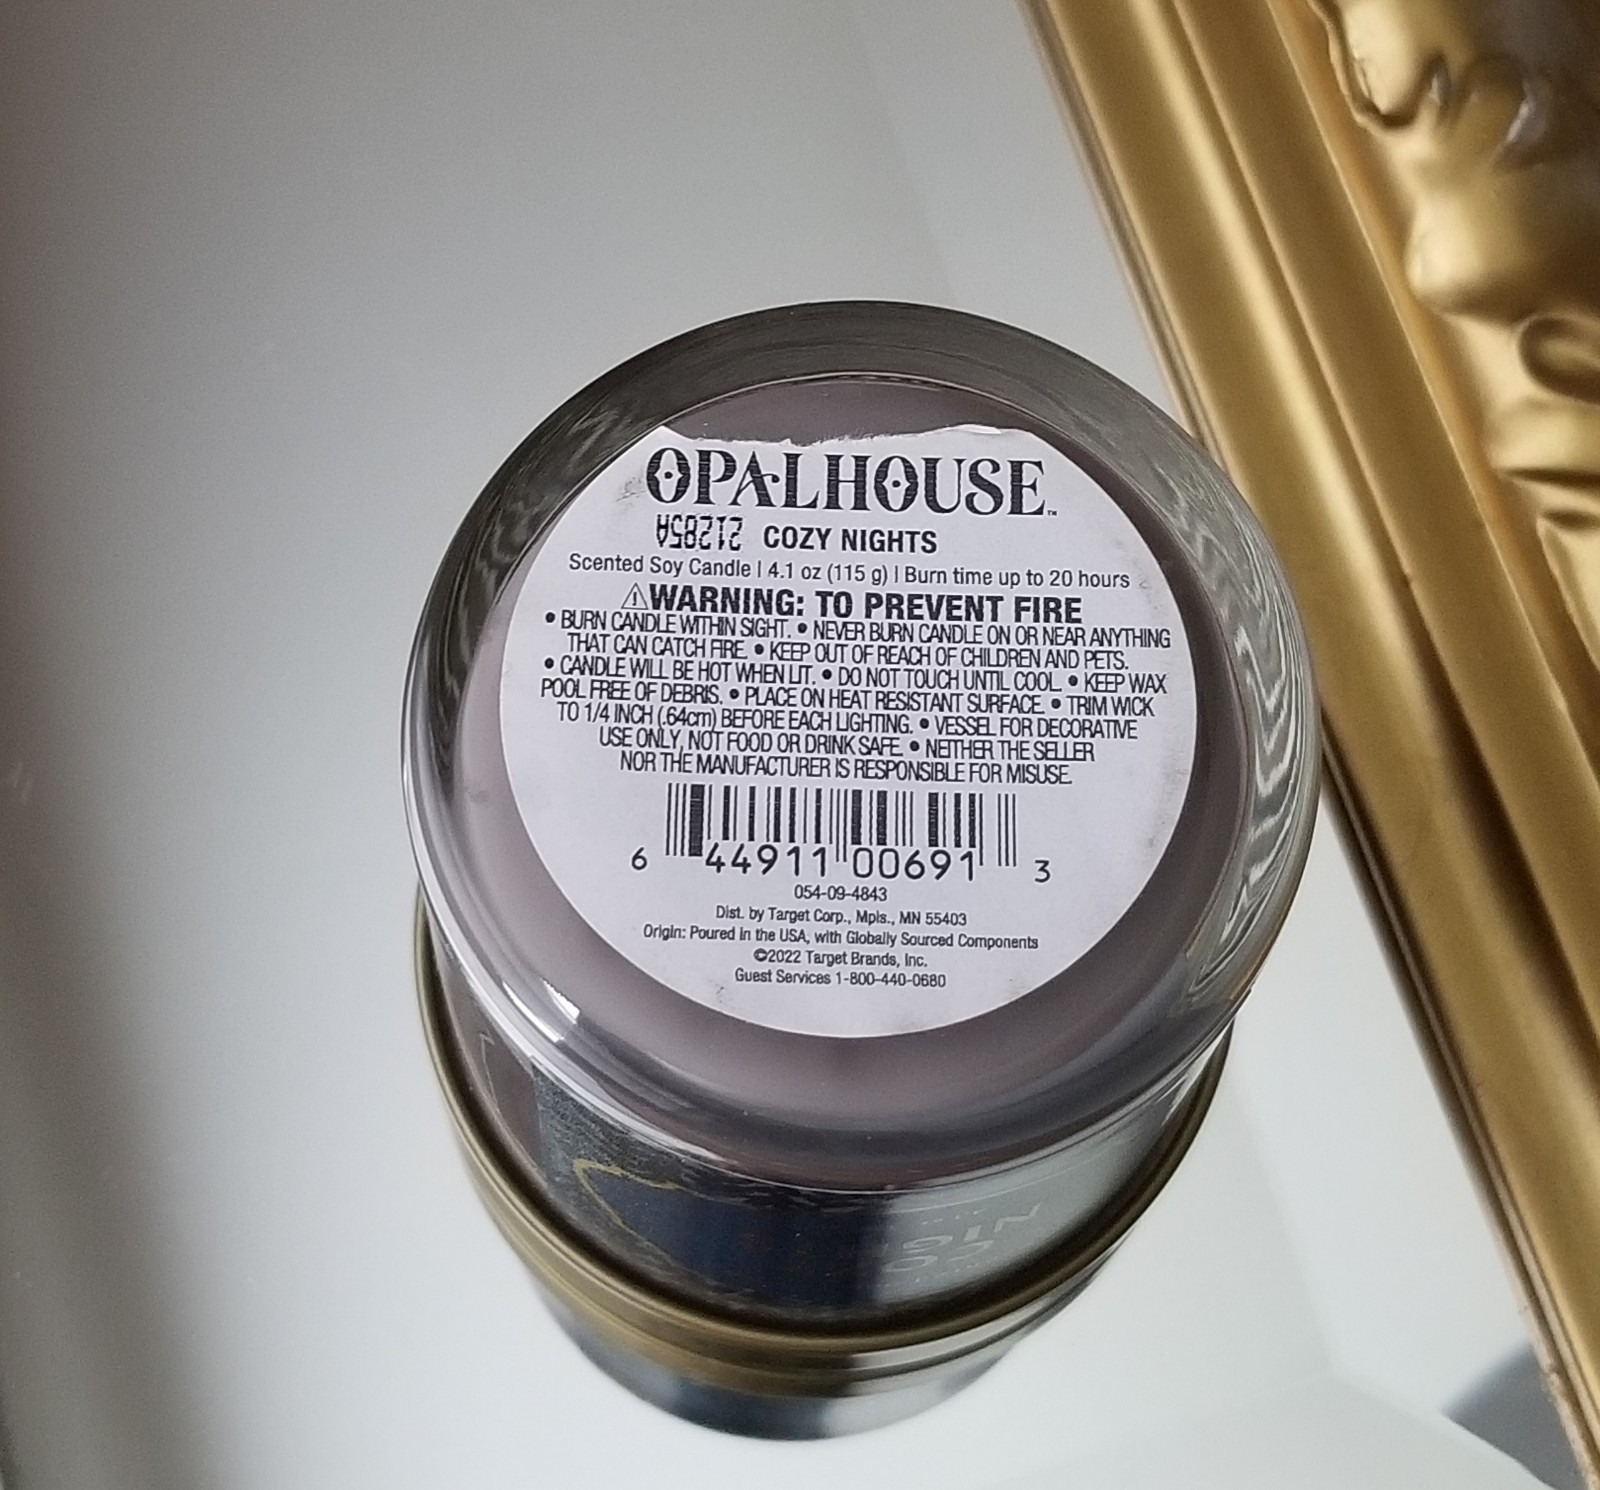 OPALHOUSE™
21285A COZY NIGHTS
Scented Soy Candle | 4.1 oz (115 g) | Burn time up to 20 hours
⚠WARNING: TO PREVENT FIRE
• BURN CANDLE WITHIN SIGHT. • NEVER BURN CANDLE ON OR NEAR ANYTHING
THAT CAN CATCH FIRE. • KEEP OUT OF REACH OF CHILDREN AND PETS.
• CANDLE WILL BE HOT WHEN LIT. • DO NOT TOUCH UNTIL COOL. • KEEP WAX
POOL FREE OF DEBRIS. • PLACE ON HEAT RESISTANT SURFACE. • TRIM WICK
TO 1/4 INCH (.64cm) BEFORE EACH LIGHTING. • VESSEL FOR DECORATIVE
USE ONLY, NOT FOOD OR DRINK SAFE. • NEITHER THE SELLER
NOR THE MANUFACTURER IS RESPONSIBLE FOR MISUSE.
6 44911 00691 3
054-09-4843
Dist. by Target Corp., Mpls., MN 55403
Origin: Poured in the USA, with Globally Sourced Components
©2022 Target Brands, Inc.
Guest Services 1-800-440-0680